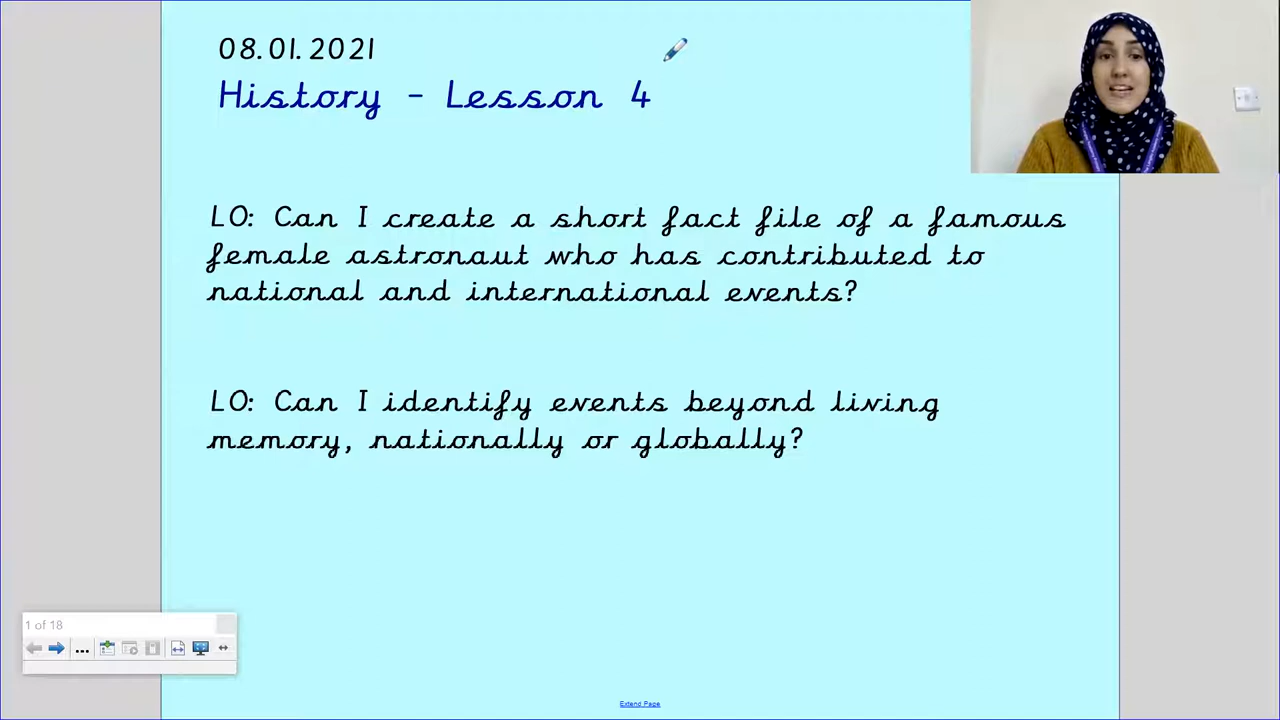 08.01.2021
History - Lesson 4
LO: Can I create a short fact file of a famous
female astronaut who has contributed to
national and international events?
LO: Can I identify events beyond living
memory, nationally or globally?
1 of 18
...
Extend Page